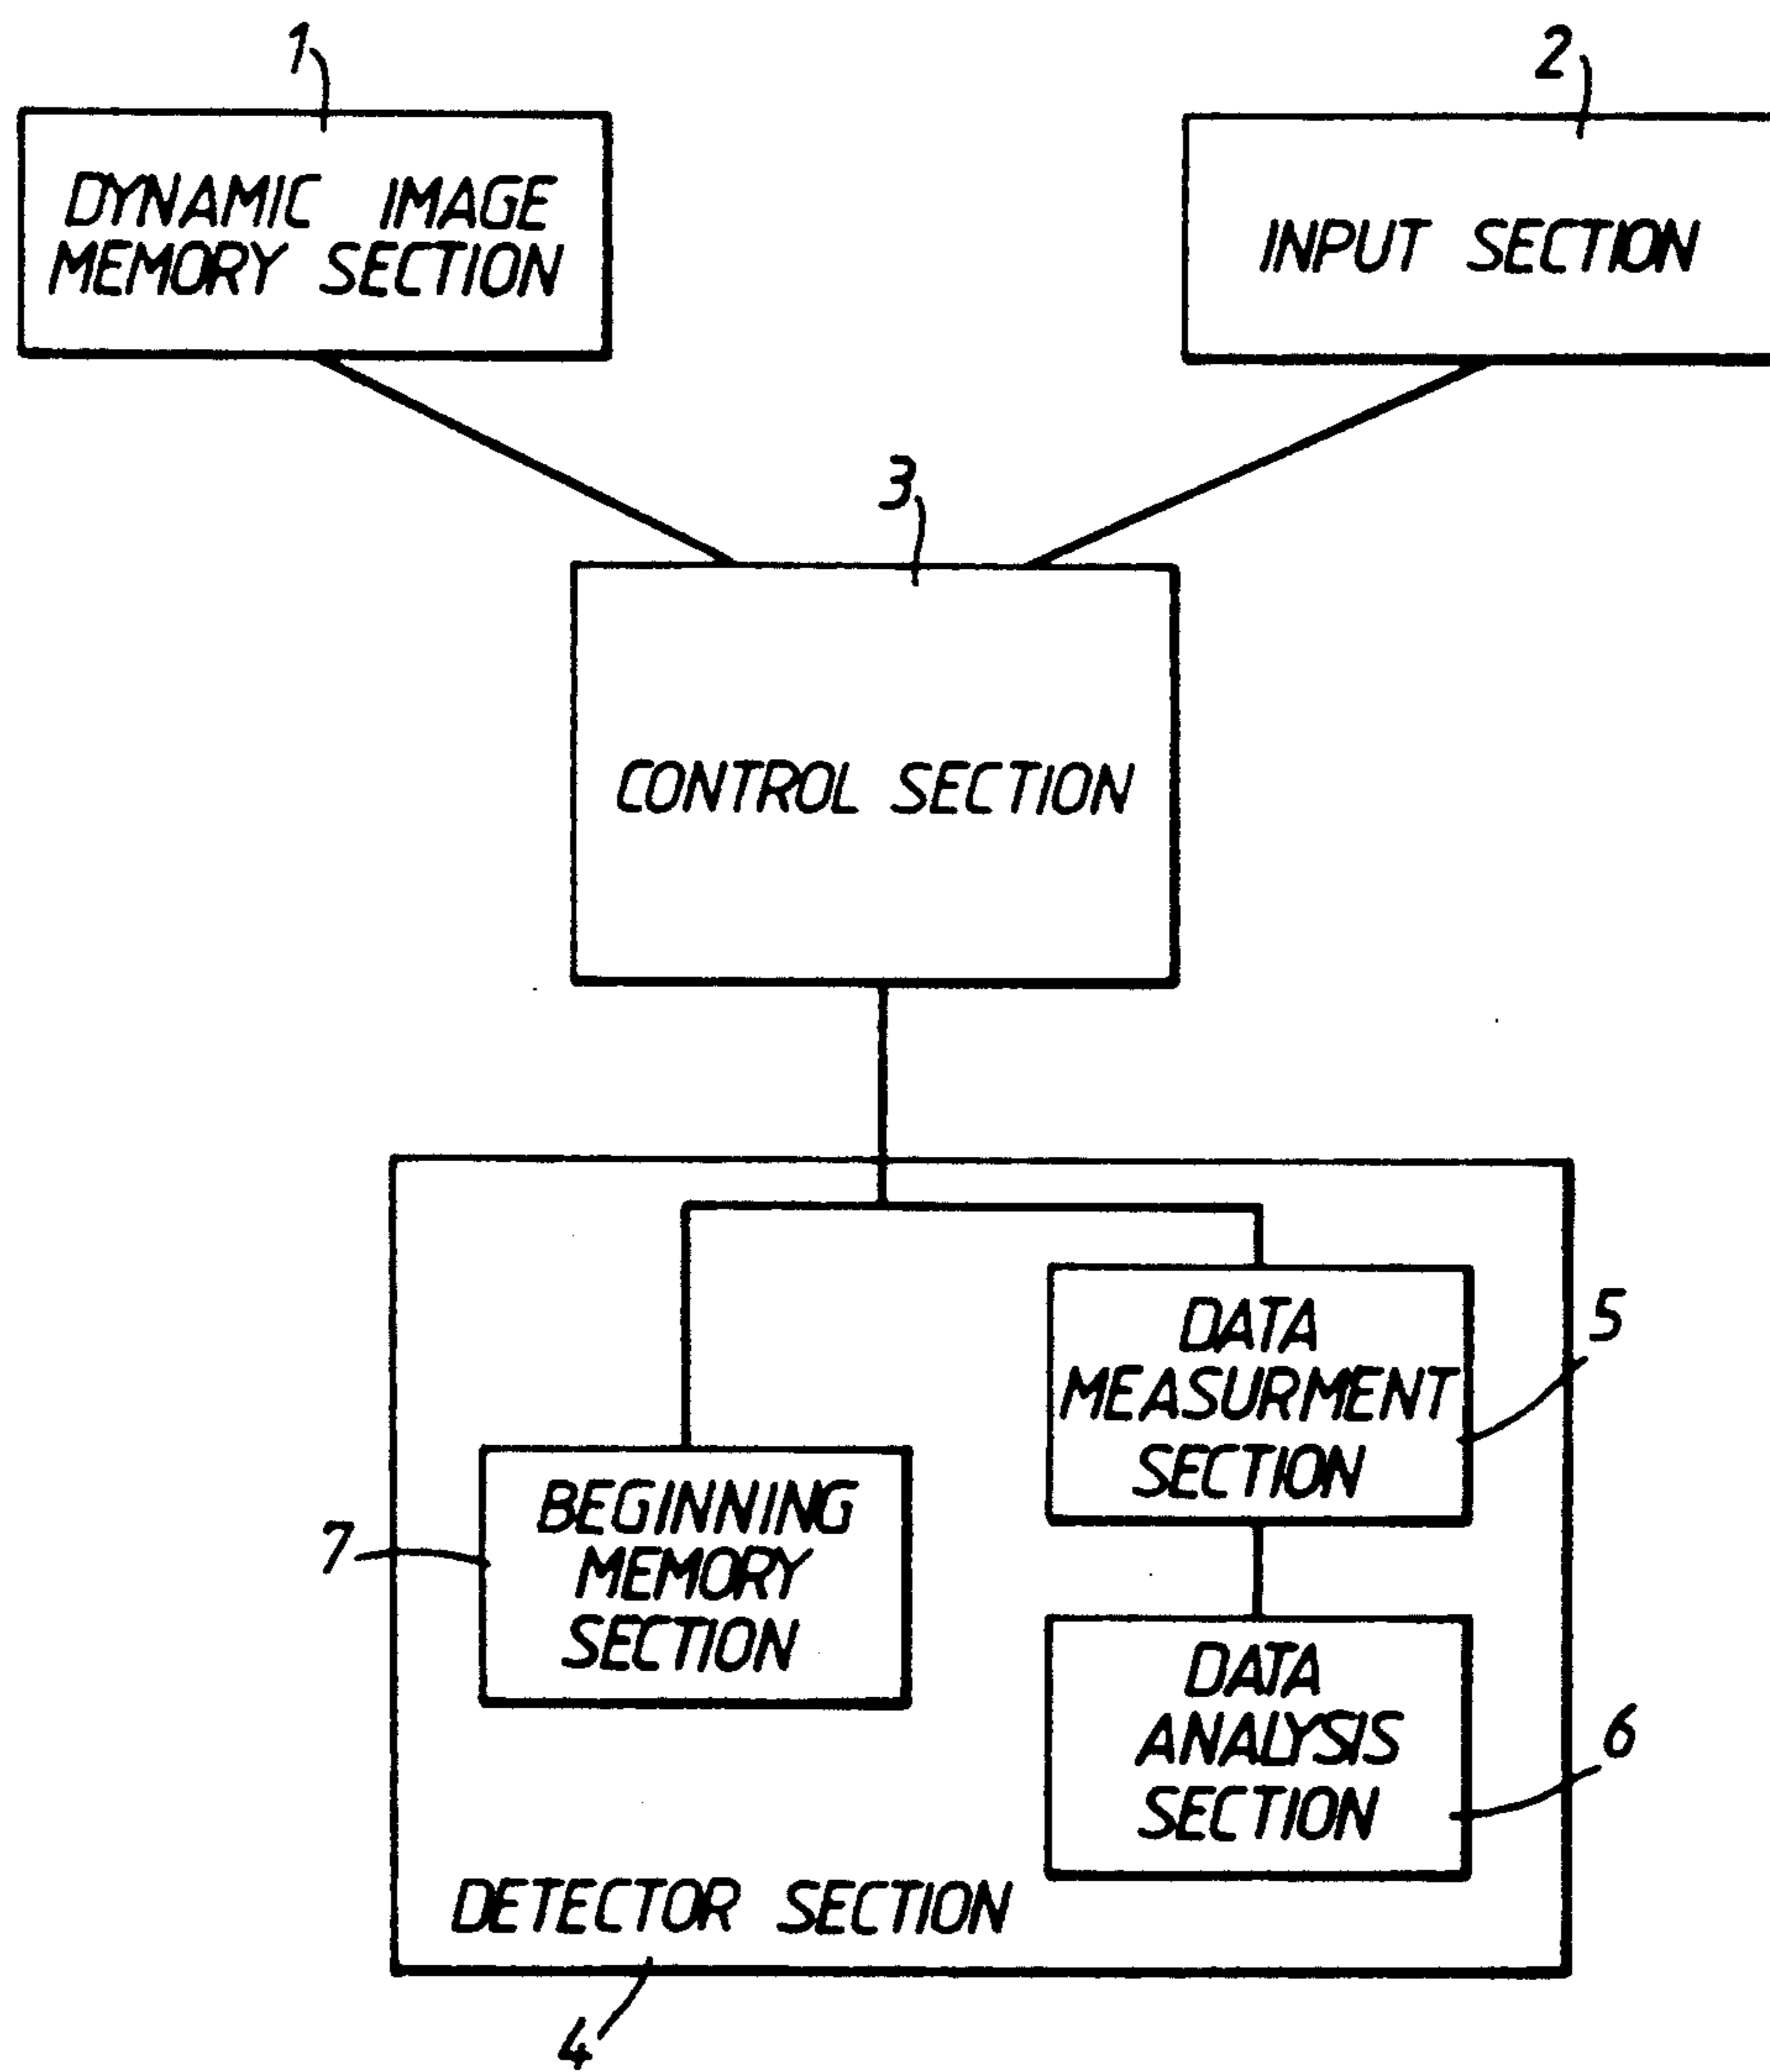 1
2
DYNAMIC IMAGE
MEMORY SECTION
INPUT SECTION
3
CONTROL SECTION
DATA
MEASURMENT
SECTION
5
BEGINNING
MEMORY
SECTION
7
DATA
ANALYSIS
SECTION
6
DETECTOR SECTION
4